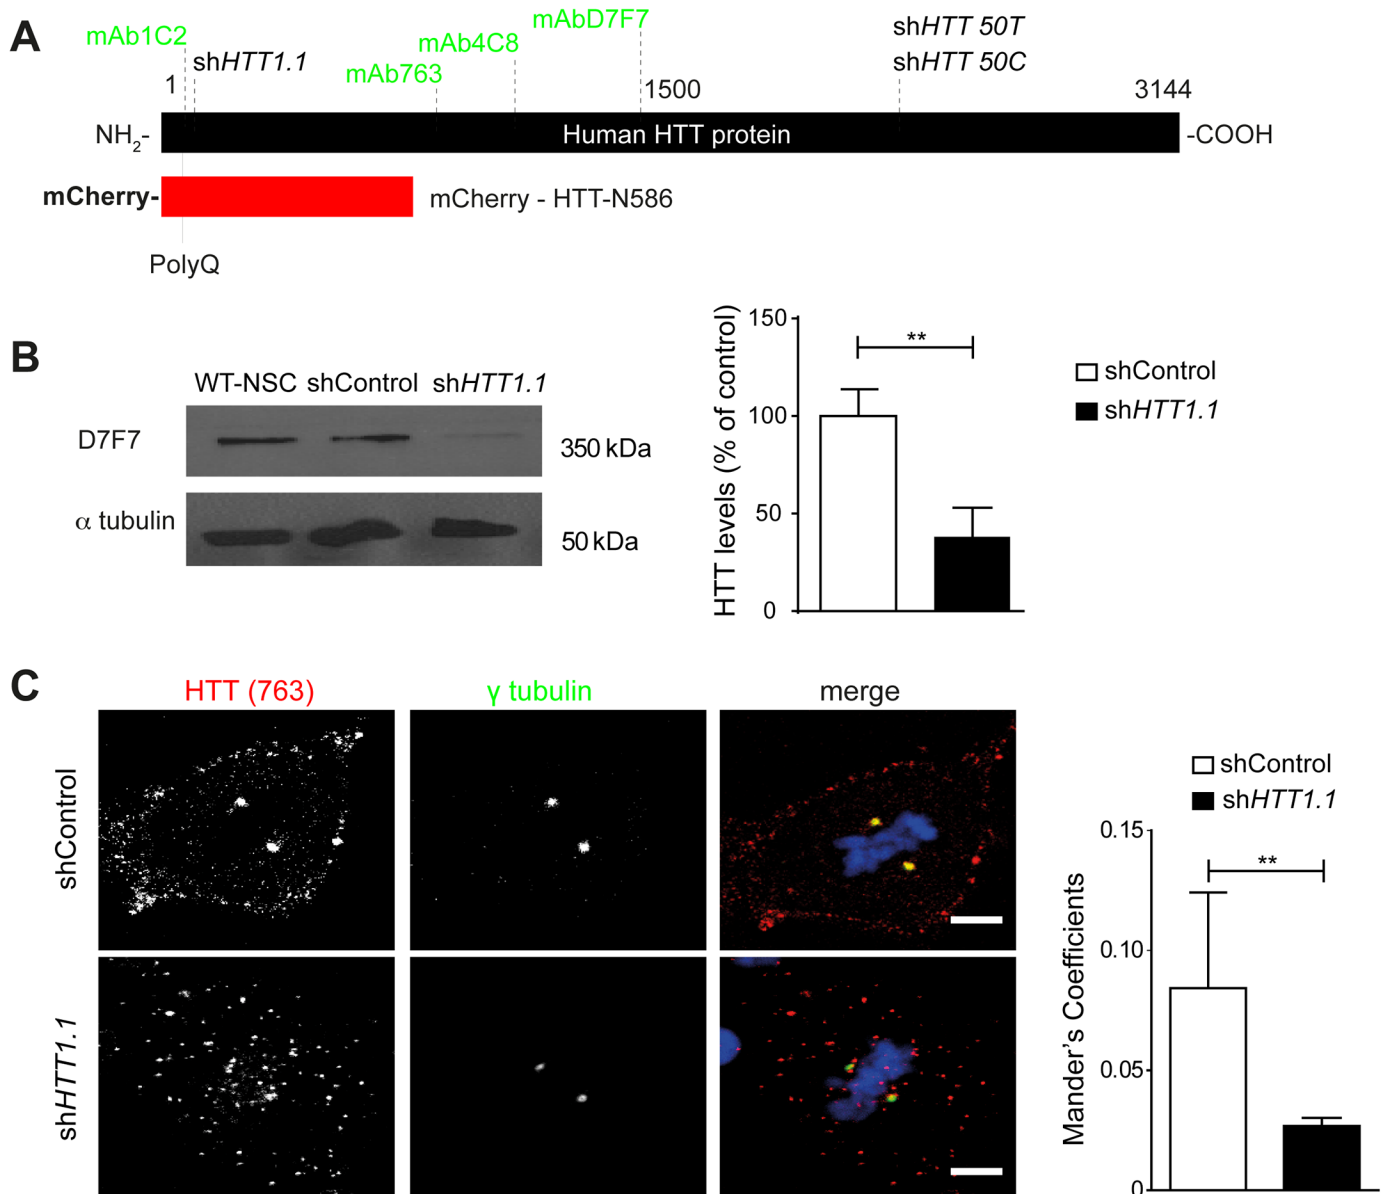 A
mAb1C2
shHTT1.1
mAb763
mAb4C8
mAbD7F7
shHTT 50T
shHTT 50C
1
1500
3144
NH2-
Human HTT protein
-COOH
mCherry-
mCherry - HTT-N586
PolyQ
B
WT-NSC shControl shHTT1.1
D7F7
350 kDa
α tubulin
50 kDa
HTT levels (% of control)
150
100
50
0
**
shControl
shHTT1.1
C
HTT (763)
γ tubulin
merge
shControl
shHTT1.1
shControl
shHTT1.1
Mander's Coefficients
0.15
0.10
0.05
0
**